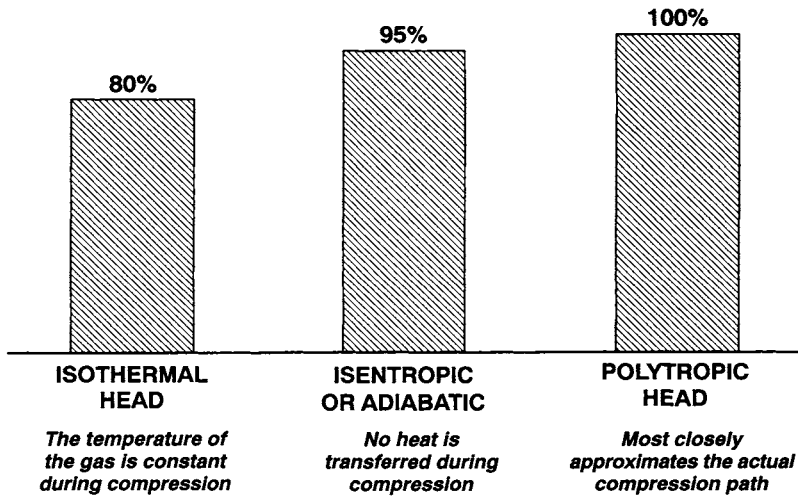 80%
95%
100%
ISOTHERMAL
HEAD
The temperature of
the gas is constant
during compression
ISENTROPIC
OR ADIABATIC
No heat is
transferred during
compression
POLYTROPIC
HEAD
Most closely
approximates the actual
compression path